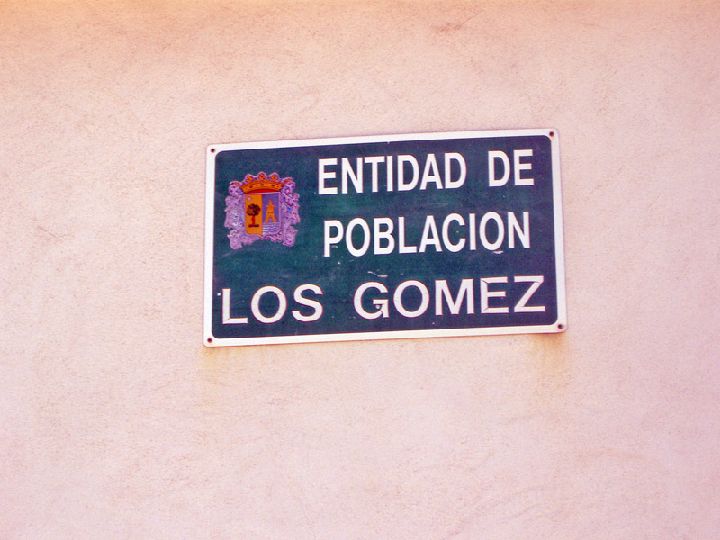 ENTIDAD DE
POBLACION
LOS GOMEZ